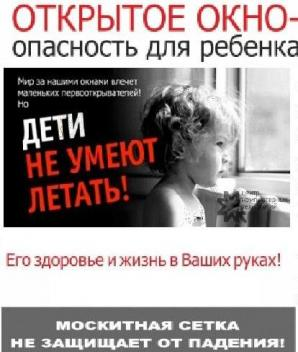 ОТКРЫТОЕ ОКНО-
опасность для ребенка
Мир за нашими окнами влечет
маленьких первооткрывателей!
Но
ДЕТИ
НЕ УМЕЮТ
ЛЕТАТЬ!
Его здоровье и жизнь в Ваших руках!
МОСКИТНАЯ СЕТКА
НЕ ЗАЩИЩАЕТ ОТ ПАДЕНИЯ!